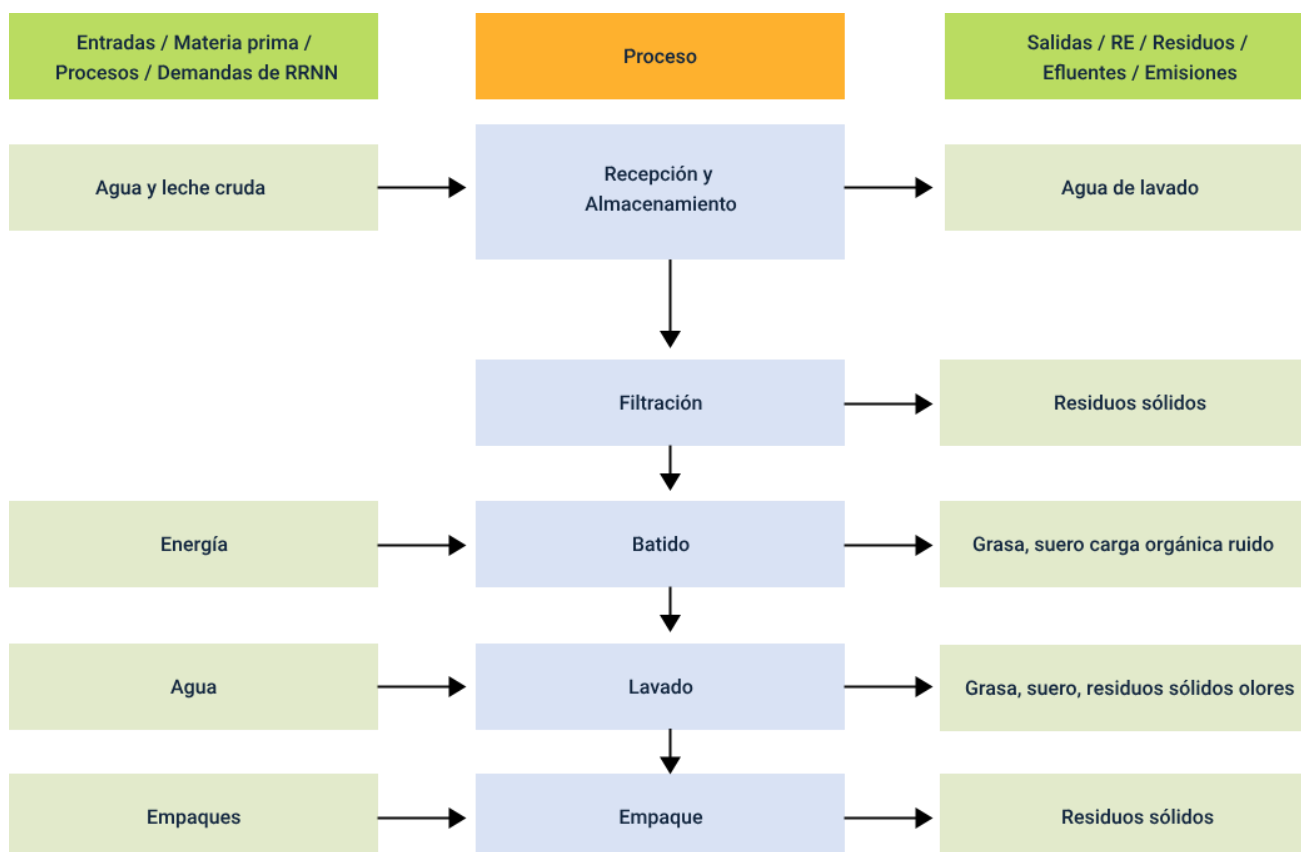 Entradas / Materia prima /
Procesos / Demandas de RRNN
Proceso
Salidas / RE / Residuos /
Efluentes / Emisiones
Agua y leche cruda
Recepción y
Almacenamiento
Agua de lavado
Filtración
Residuos sólidos
Energía
Batido
Grasa, suero carga orgánica ruido
Agua
Lavado
Grasa, suero, residuos sólidos olores
Empaques
Empaque
Residuos sólidos